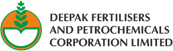 DEEPAK FERTILISERS
AND PETROCHEMICALS
CORPORATION LIMITED